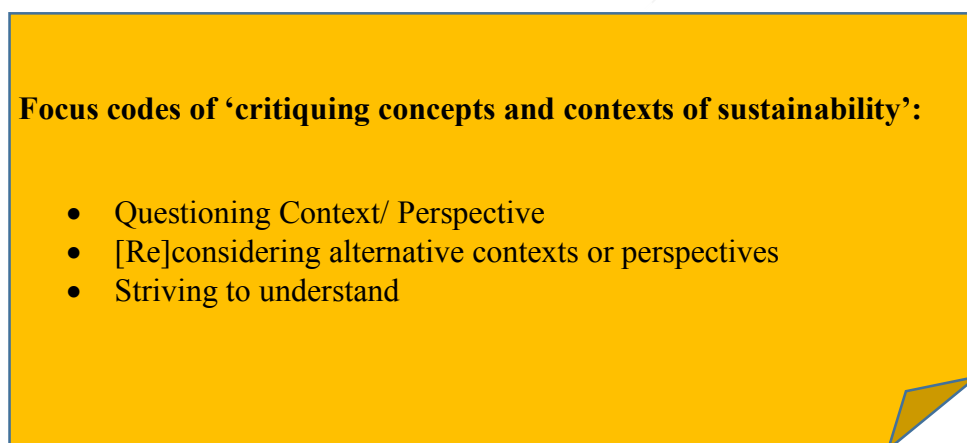 Focus codes of ‘critiquing concepts and contexts of sustainability’:
• Questioning Context/ Perspective
• [Re]considering alternative contexts or perspectives
• Striving to understand